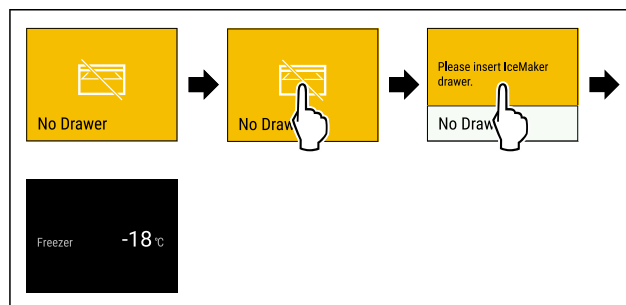 No Drawer
No Draw
Please insert IceMaker
drawer.
No Draw
Freezer -18 °C